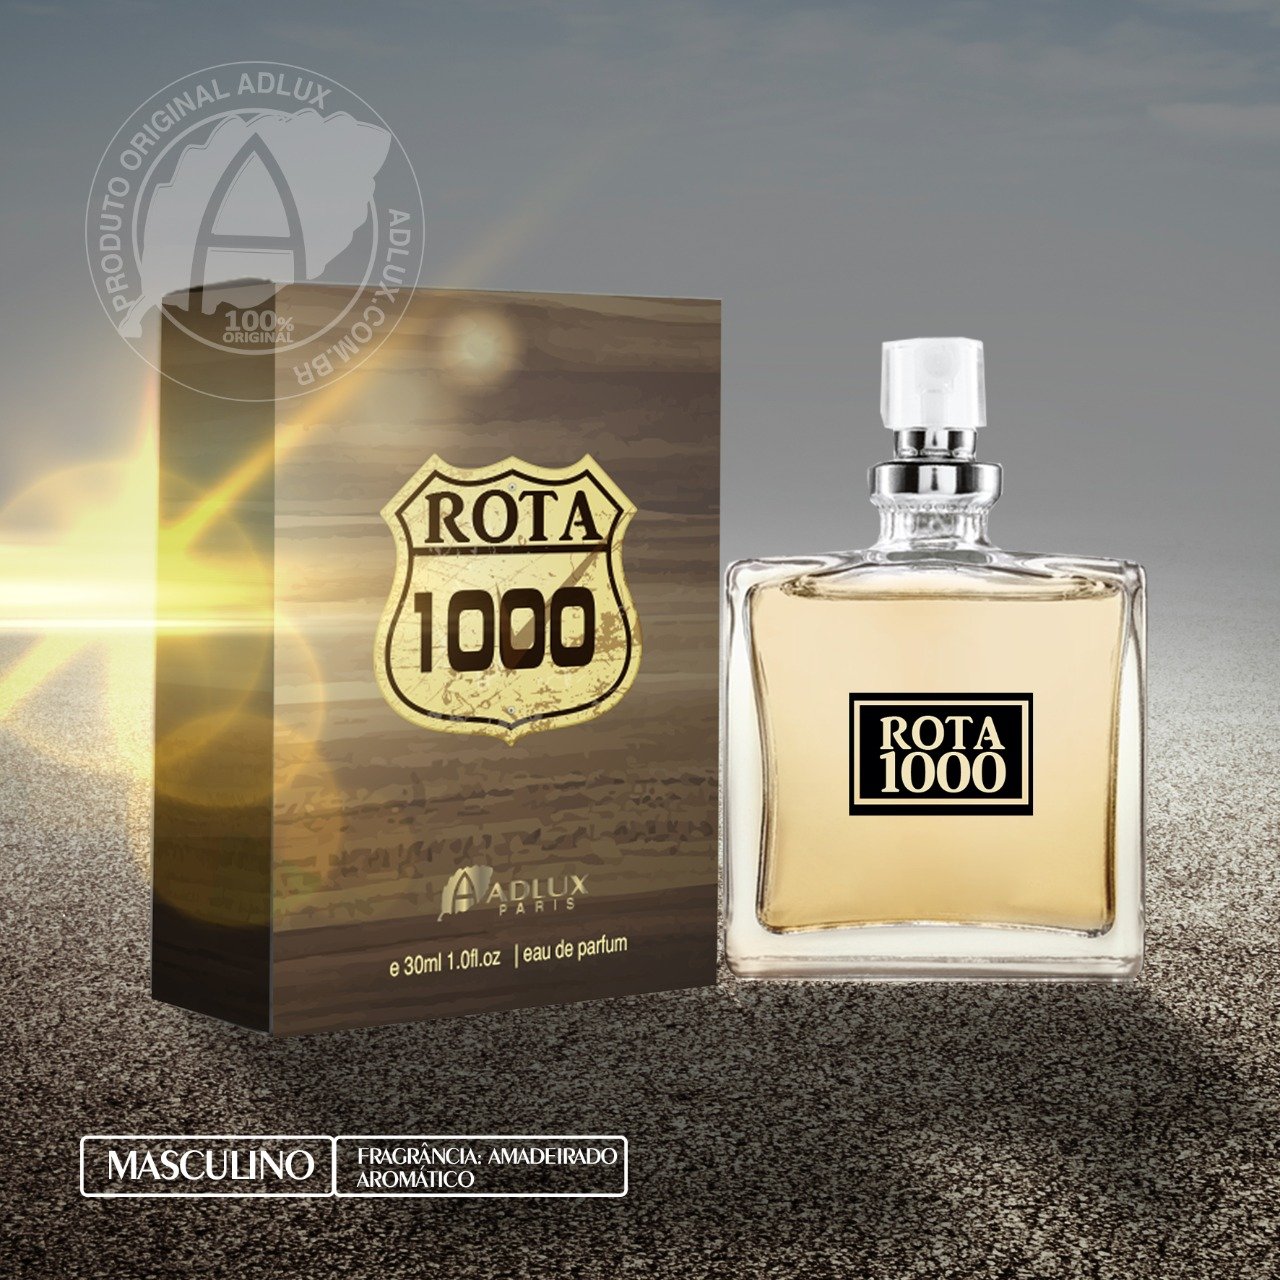 PRODUTO ORIGINAL ADLUX
ADLUX.COM.BR
100%
ORIGINAL
ROTA
1000
ADLUX
PARIS
e 30ml 1.0fl.oz | eau de parfum
ROTA
1000
MASCULINO
FRAGRÂNCIA: AMADEIRADO
AROMÁTICO